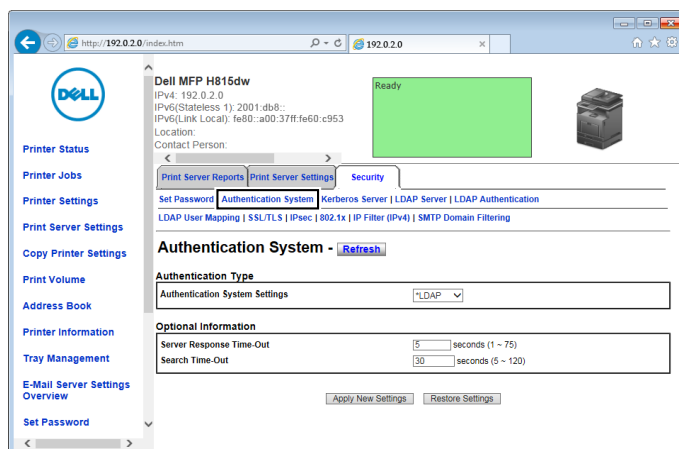 http://192.0.2.0/index.htm
192.0.2.0
DELL
Dell MFP H815dw
IPv4: 192.0.2.0
IPv6(Stateless 1): 2001:db8::
IPv6(Link Local): fe80::a00:37ff:fe60:c953
Location:
Contact Person:
Ready
Printer Status
Printer Jobs
Printer Settings
Print Server Settings
Copy Printer Settings
Print Volume
Address Book
Printer Information
Tray Management
E-Mail Server Settings
Overview
Set Password
Print Server Reports
Print Server Settings
Security
Set Password | Authentication System | Kerberos Server | LDAP Server | LDAP Authentication
LDAP User Mapping | SSL/TLS | IPsec | 802.1x | IP Filter (IPv4) | SMTP Domain Filtering
Authentication System - Refresh
Authentication Type
Authentication System Settings *LDAP
Optional Information
Server Response Time-Out 5 seconds (1 ~ 75)
Search Time-Out 30 seconds (5 ~ 120)
Apply New Settings Restore Settings